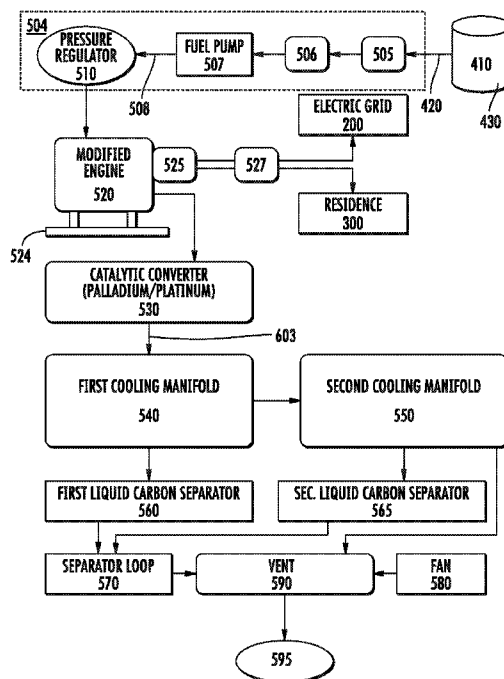 504
PRESSURE
REGULATOR
510
FUEL PUMP
507
506
505
420
410
430
508
ELECTRIC GRID
200
MODIFIED
ENGINE
520
525
527
RESIDENCE
300
524
CATALYTIC CONVERTER
(PALLADIUM/PLATINUM)
530
603
FIRST COOLING MANIFOLD
540
SECOND COOLING MANIFOLD
550
FIRST LIQUID CARBON SEPARATOR
560
SEC. LIQUID CARBON SEPARATOR
565
SEPARATOR LOOP
570
VENT
590
FAN
580
595